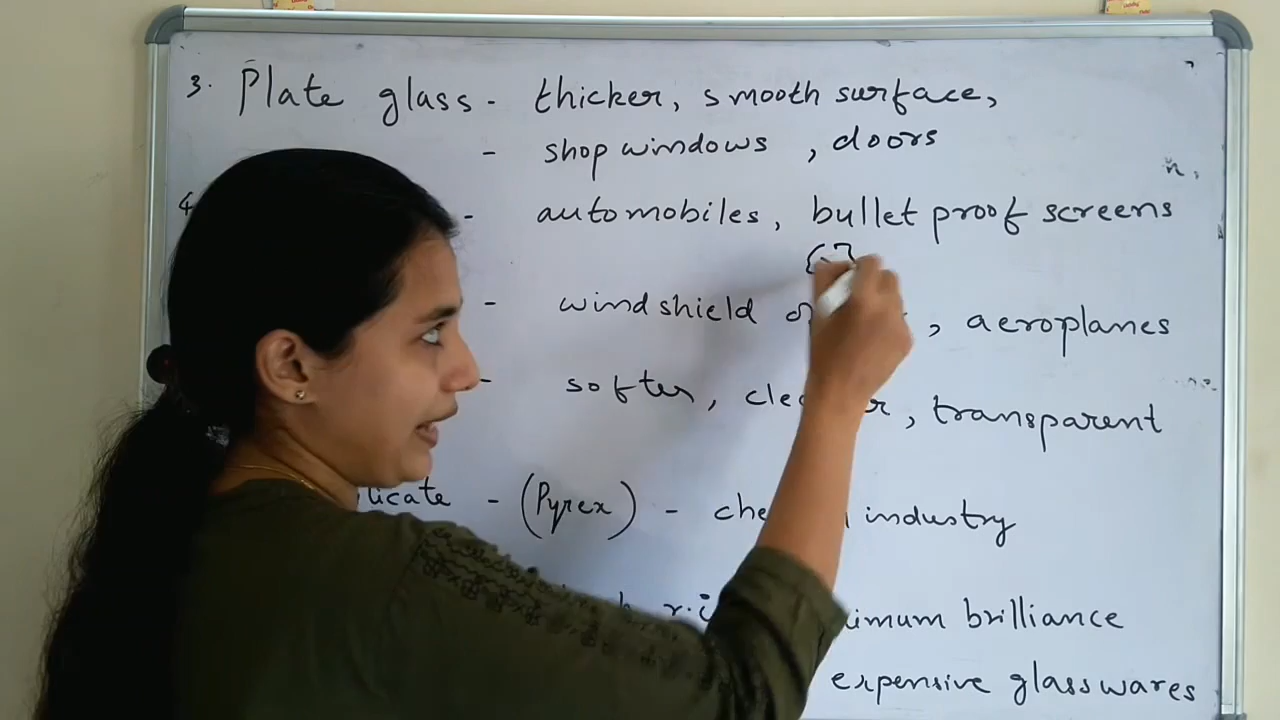 3. Plate glass - thicker, smooth surface,
- shop windows , doors
- automobiles, bullet proof screens
- windshield , aeroplanes
- softer, , transparent
- (Pyrex) - industry
brilliance
expensive glasswares